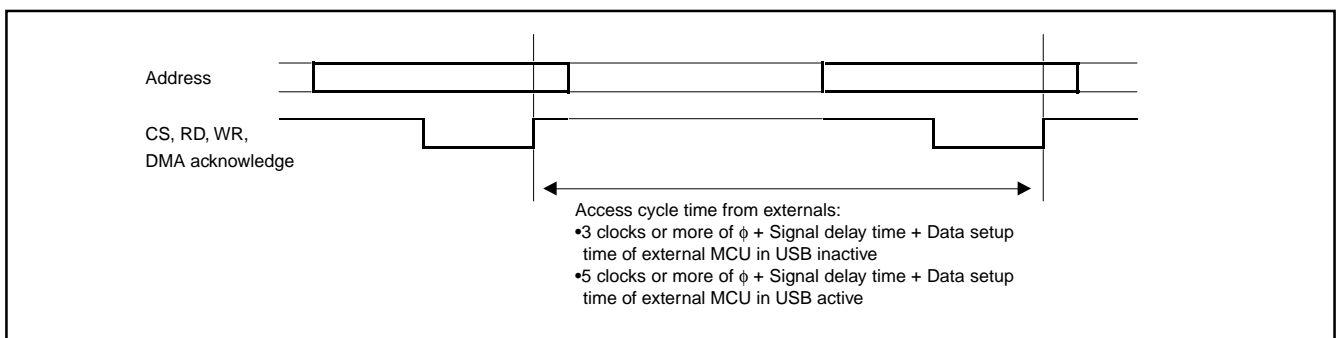 Address
CS, RD, WR,
DMA acknowledge
Access cycle time from externals:
•3 clocks or more of ϕ + Signal delay time + Data setup
time of external MCU in USB inactive
•5 clocks or more of ϕ + Signal delay time + Data setup
time of external MCU in USB active